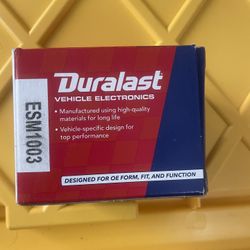 Duralast
VEHICLE ELECTRONICS
• Manufactured using high-quality
materials for long life
• Vehicle-specific design for
top performance
DESIGNED FOR OE FORM, FIT, AND FUNCTION
ESM1003